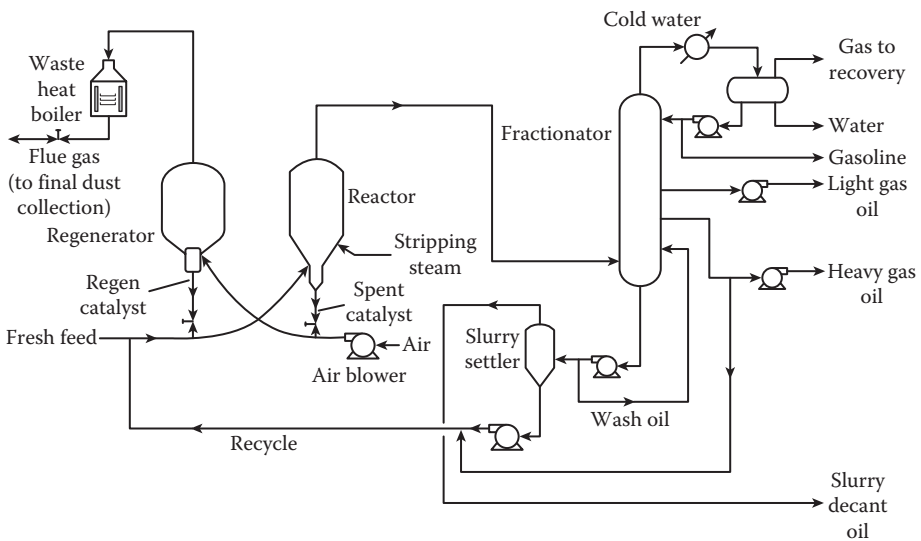 Cold water
Waste
heat
boiler
Gas to
recovery
Fractionator
Water
Flue gas
(to final dust
collection)
Gasoline
Light gas
oil
Reactor
Regenerator
Stripping
steam
Regen
catalyst
Spent
catalyst
Heavy gas
oil
Fresh feed
Air
Air blower
Slurry
settler
Wash oil
Recycle
Slurry
decant
oil